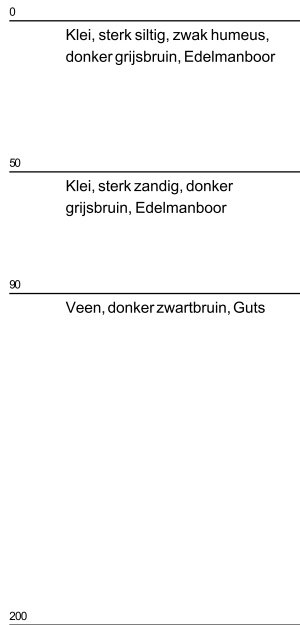 0
Klei, sterk siltig, zwak humeus,
donker grijsbruin, Edelmanboor
50
Klei, sterk zandig, donker
grijsbruin, Edelmanboor
90
Veen, donker zwartbruin, Guts
200